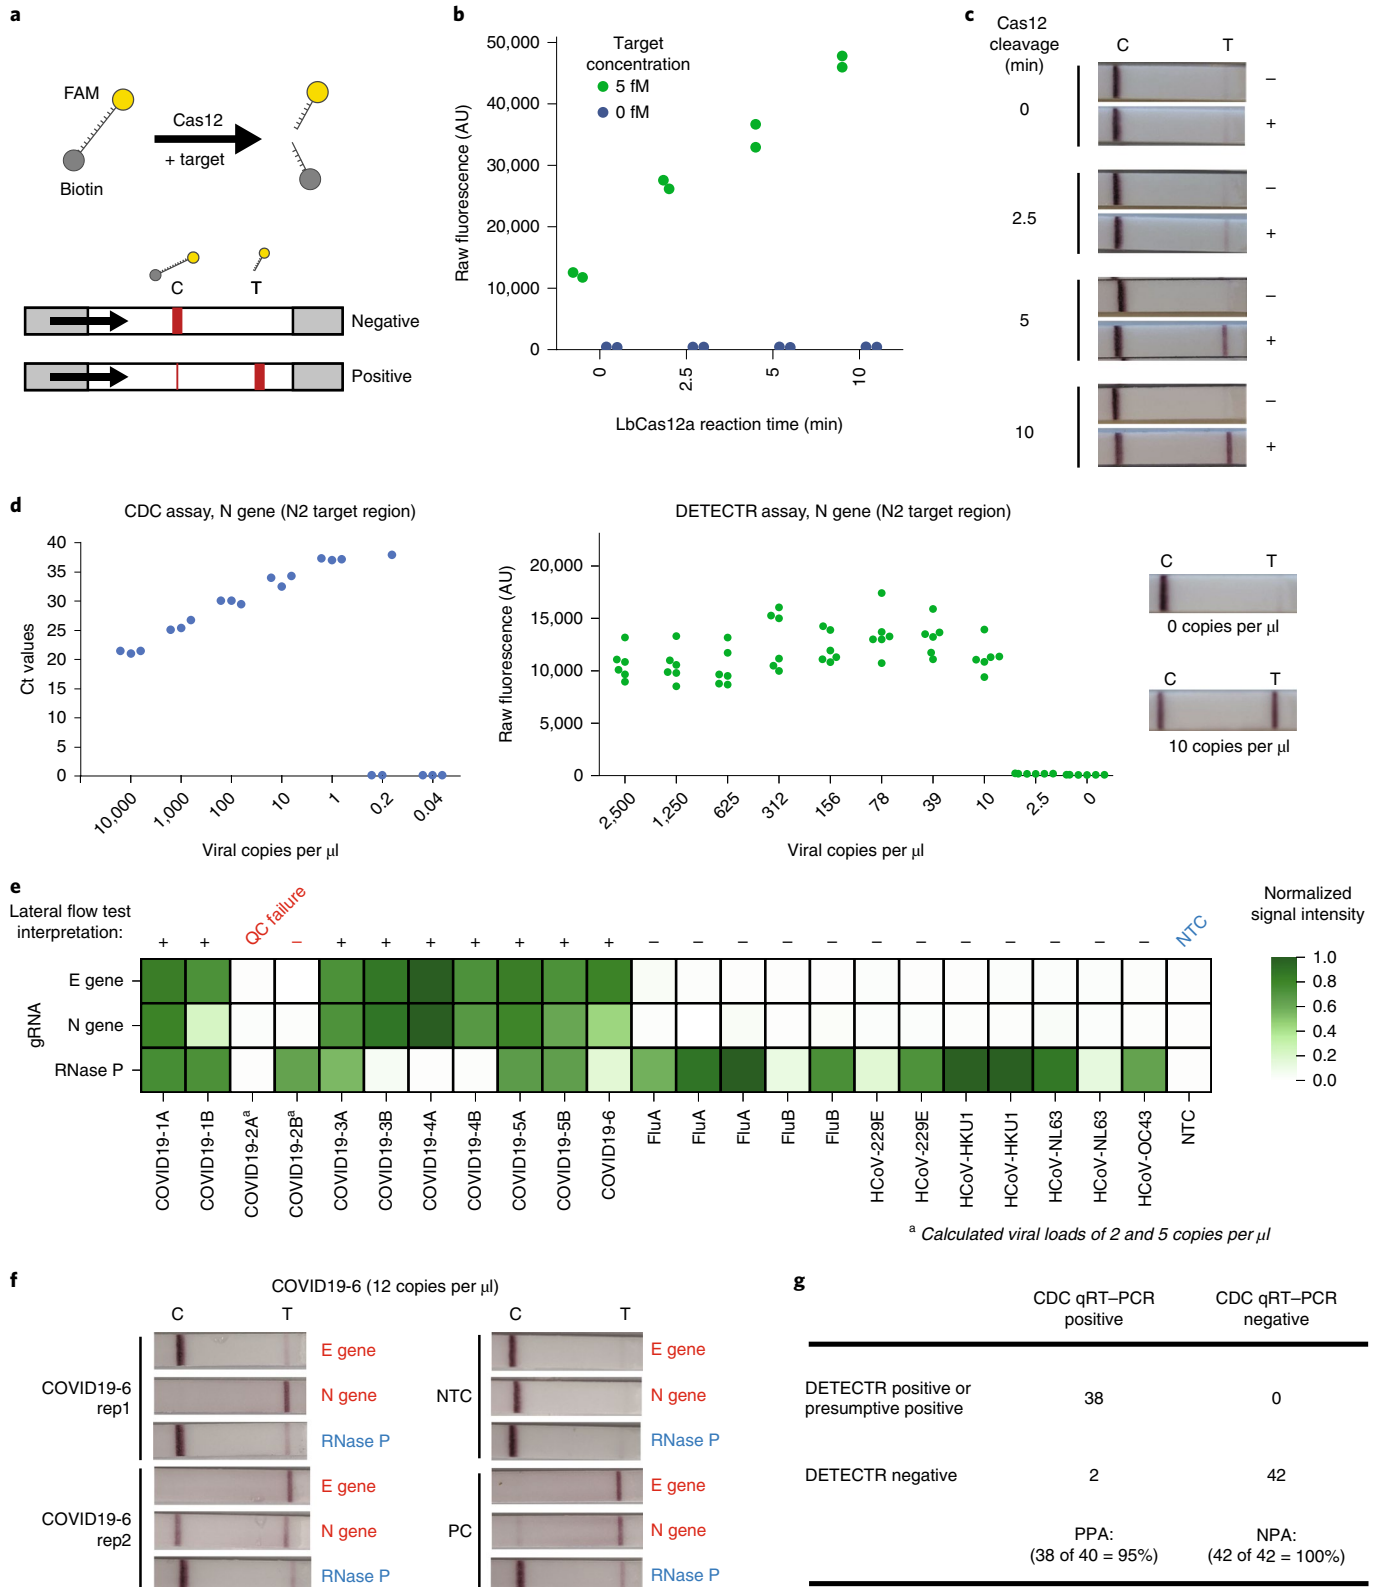 a
FAM
Biotin
Cas12
+ target
C
T
Negative
Positive
b
50,000
40,000
30,000
20,000
10,000
0
Raw fluorescence (AU)
Target
concentration
5 fM
0 fM
0
2.5
5
10
LbCas12a reaction time (min)
c
Cas12
cleavage
(min)
C
T
0
–
+
2.5
–
+
5
–
+
10
–
+
d
CDC assay, N gene (N2 target region)
40
35
30
25
20
15
10
5
0
Ct values
10,000
1,000
100
10
1
0.2
0.04
Viral copies per µl
DETECTR assay, N gene (N2 target region)
20,000
15,000
10,000
5,000
0
Raw fluorescence (AU)
2,500
1,250
625
312
156
78
39
10
2.5
0
Viral copies per µl
C
T
0 copies per µl
C
T
10 copies per µl
e
Lateral flow test
interpretation:
+ + QC failure – + + + + + + + – – – – – – – – – – – – NTC
gRNA
E gene
N gene
RNase P
COVID19-1A
COVID19-1B
COVID19-2Aᵃ
COVID19-2Bᵃ
COVID19-3A
COVID19-3B
COVID19-4A
COVID19-4B
COVID19-5A
COVID19-5B
COVID19-6
FluA
FluA
FluA
FluB
FluB
HCoV-229E
HCoV-229E
HCoV-HKU1
HCoV-HKU1
HCoV-NL63
HCoV-NL63
HCoV-OC43
NTC
Normalized
signal intensity
1.0
0.8
0.6
0.4
0.2
0.0
ᵃ Calculated viral loads of 2 and 5 copies per µl
f
COVID19-6 (12 copies per µl)
C
T
COVID19-6
rep1
E gene
N gene
RNase P
COVID19-6
rep2
E gene
N gene
RNase P
C
T
NTC
E gene
N gene
RNase P
PC
E gene
N gene
RNase P
g
CDC qRT–PCR
positive
CDC qRT–PCR
negative
DETECTR positive or
presumptive positive
38
0
DETECTR negative
2
42
PPA:
(38 of 40 = 95%)
NPA:
(42 of 42 = 100%)